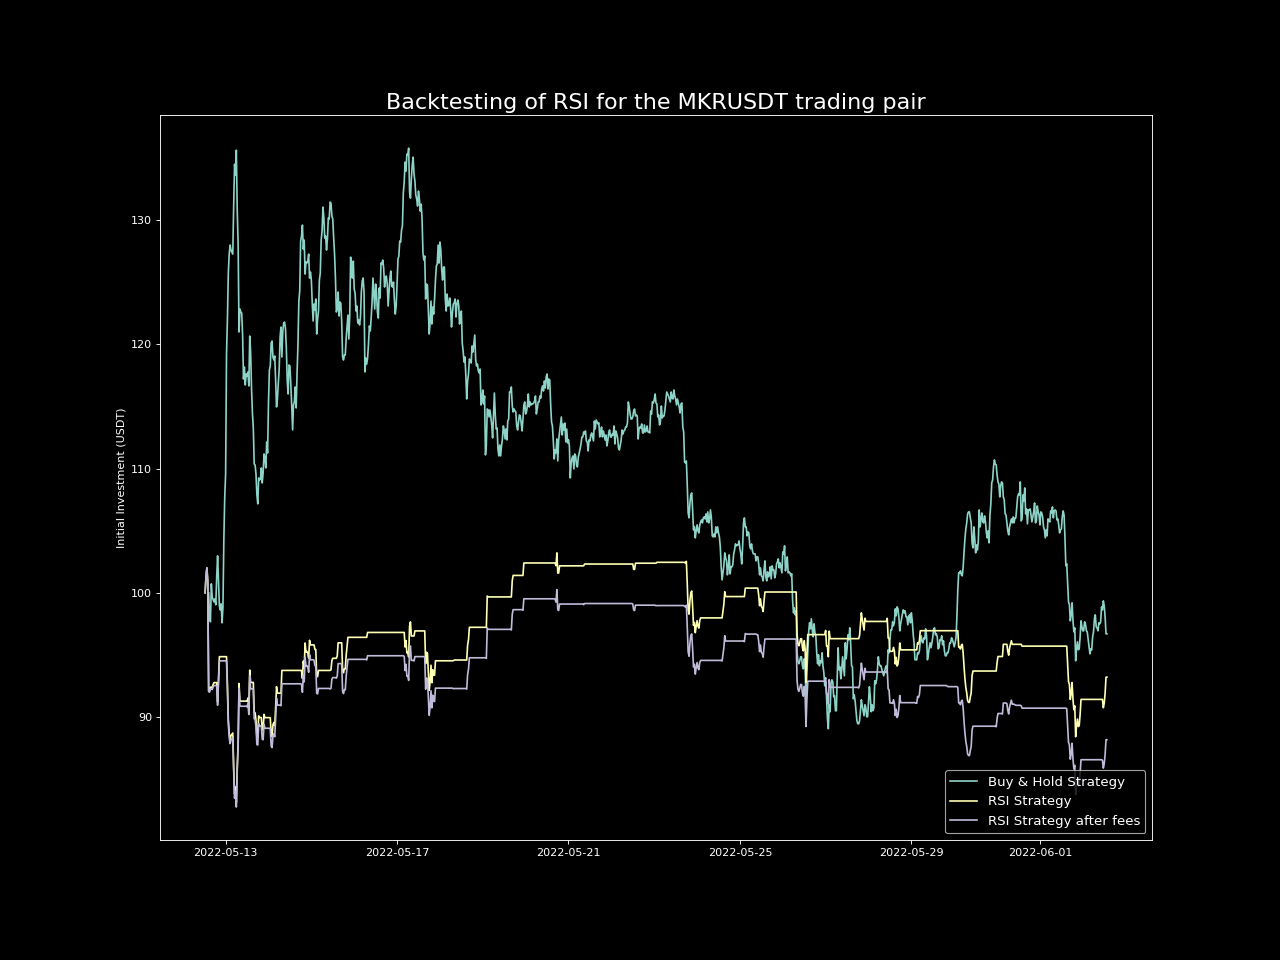 Backtesting of RSI for the MKRUSDT trading pair
Initial Investment (USDT)
130
120
110
100
90
2022-05-13
2022-05-17
2022-05-21
2022-05-25
2022-05-29
2022-06-01
Buy & Hold Strategy
RSI Strategy
RSI Strategy after fees